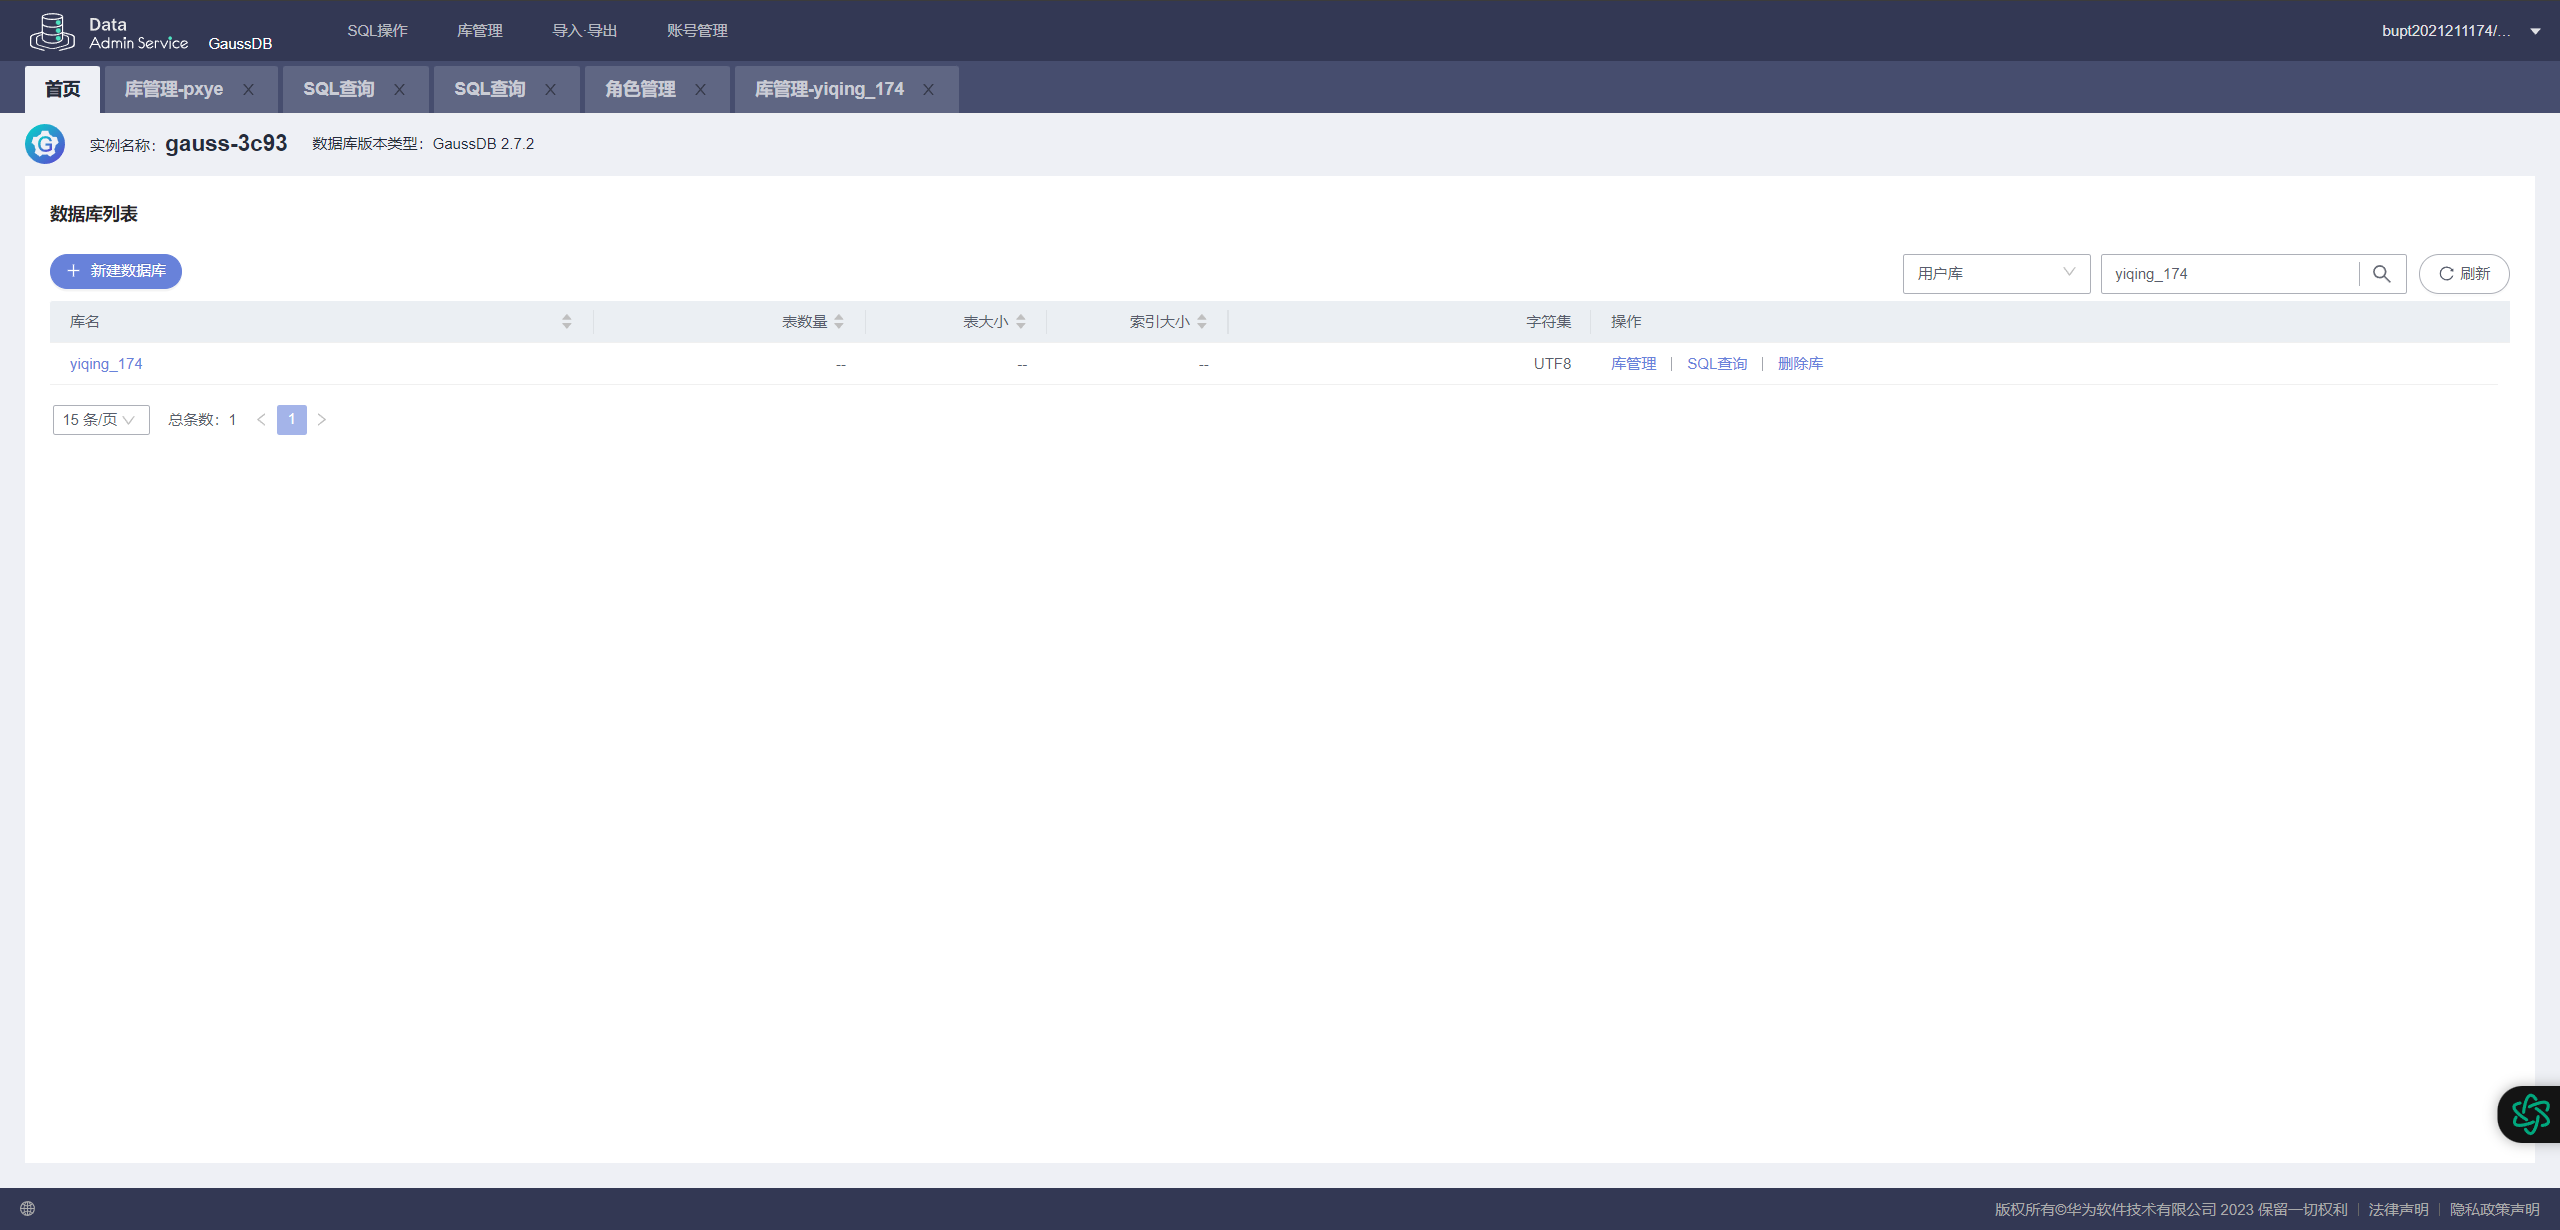 Data Admin Service GaussDB SQL操作 库管理 导入·导出 账号管理 bupt2021211174/...
首页 库管理-pxye SQL查询 SQL查询 角色管理 库管理-yiqing_174
实例名称: gauss-3c93 数据库版本类型: GaussDB 2.7.2
数据库列表
新建数据库 用户库 yiqing_174 刷新
库名 表数量 表大小 索引大小 字符集 操作
yiqing_174 -- -- -- UTF8 库管理 | SQL查询 | 删除库
15 条/页 总条数: 1 < 1 >
版权所有©华为软件技术有限公司 2023 保留一切权利 | 法律声明 | 隐私政策声明